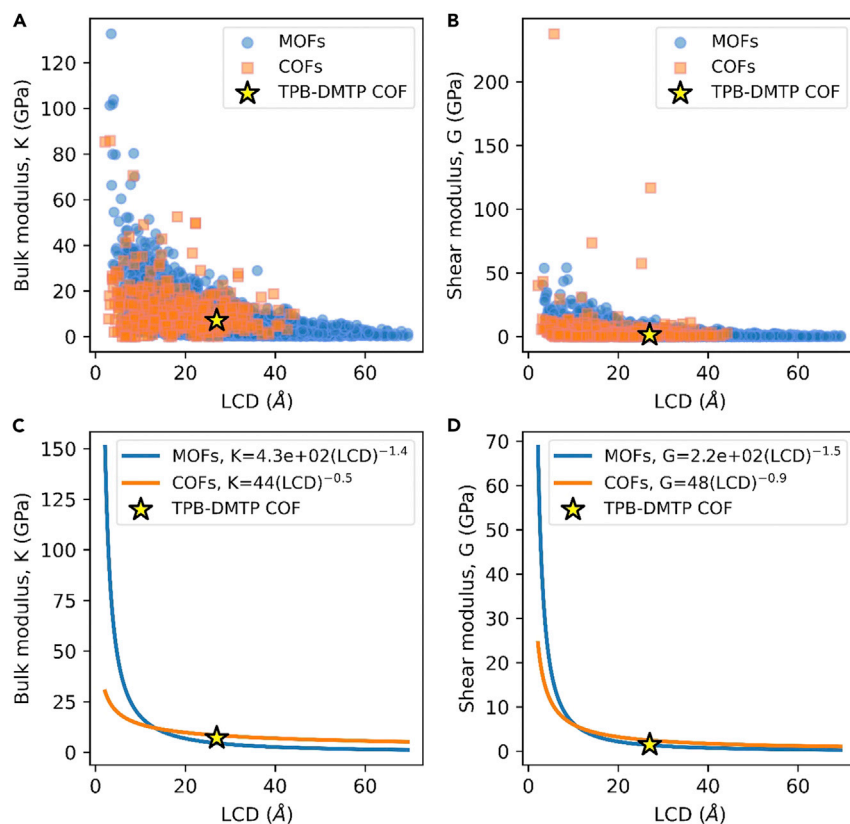 A
MOFs
COFs
TPB-DMTP COF
Bulk modulus, K (GPa)
120
100
80
60
40
20
0
0 20 40 60
LCD (Å)
B
MOFs
COFs
TPB-DMTP COF
Shear modulus, G (GPa)
200
150
100
50
0
0 20 40 60
LCD (Å)
C
MOFs, K=4.3e+02(LCD)⁻¹·⁴
COFs, K=44(LCD)⁻⁰·⁵
TPB-DMTP COF
Bulk modulus, K (GPa)
150
125
100
75
50
25
0
0 20 40 60
LCD (Å)
D
MOFs, G=2.2e+02(LCD)⁻¹·⁵
COFs, G=48(LCD)⁻⁰·⁹
TPB-DMTP COF
Shear modulus, G (GPa)
70
60
50
40
30
20
10
0
0 20 40 60
LCD (Å)